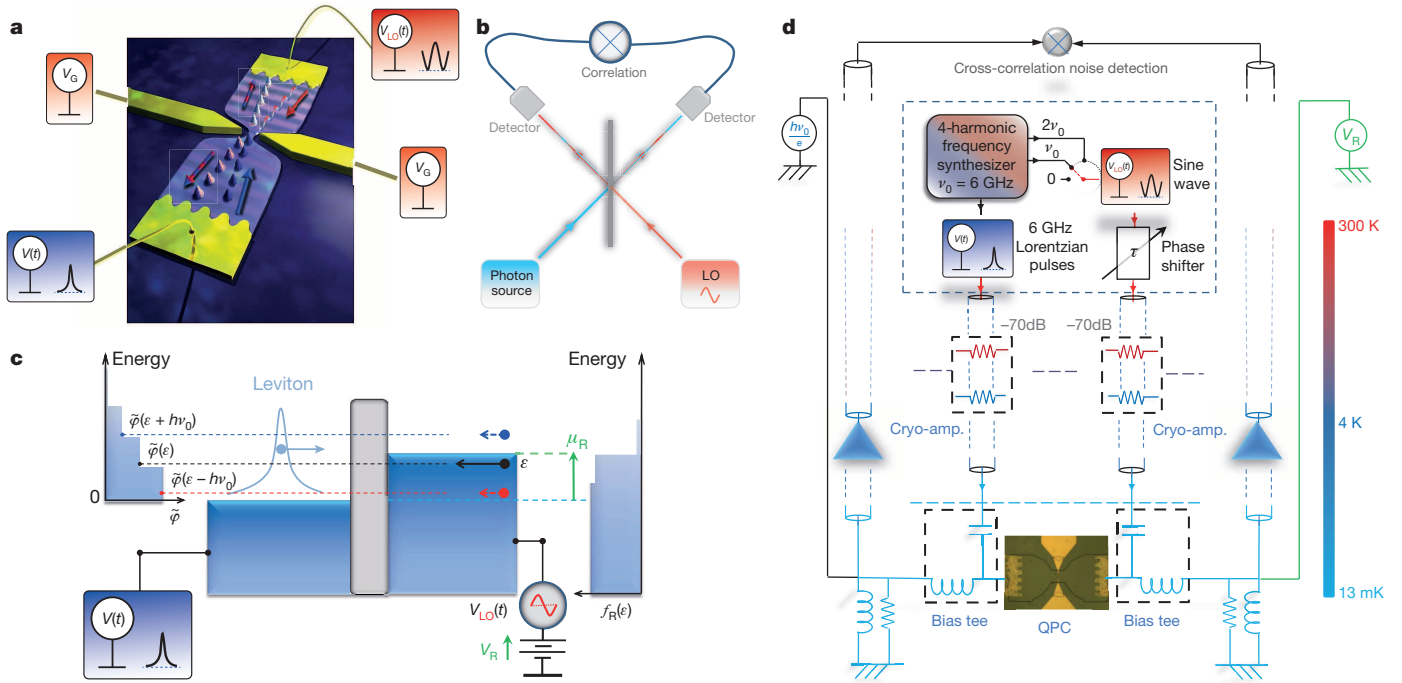 a
V_G
V_LO(t)
V_G
V(t)
b
Correlation
Detector
Detector
Photon
source
LO
c
Energy
Leviton
Energy
φ̃(ε + hν₀)
φ̃(ε)
φ̃(ε – hν₀)
0
φ̃
μ_R
ε
V(t)
V_LO(t)
V_R
f_R(ε)
d
Cross-correlation noise detection
hν₀
e
V_R
4-harmonic
frequency
synthesizer
ν₀ = 6 GHz
2ν₀
ν₀
0
V_LO(t)
Sine
wave
V(t)
6 GHz
Lorentzian
pulses
τ
Phase
shifter
–70dB
–70dB
Cryo-amp.
Cryo-amp.
Bias tee
QPC
Bias tee
300 K
4 K
13 mK